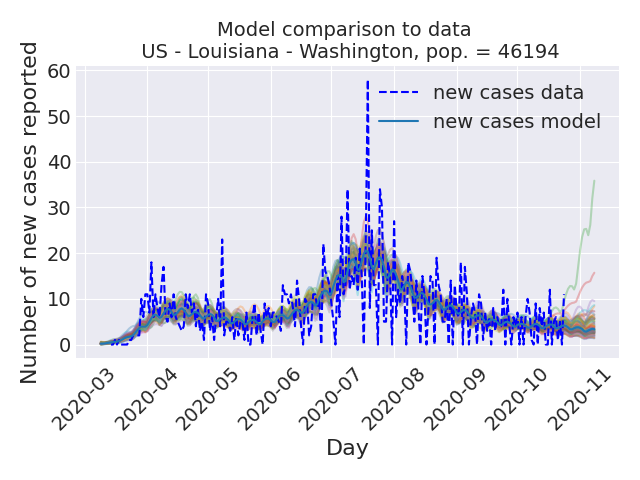 Model comparison to data
US - Louisiana - Washington, pop. = 46194
Number of new cases reported
60
50
40
30
20
10
0
new cases data
new cases model
2020-03
2020-04
2020-05
2020-06
2020-07
2020-08
2020-09
2020-10
2020-11
Day